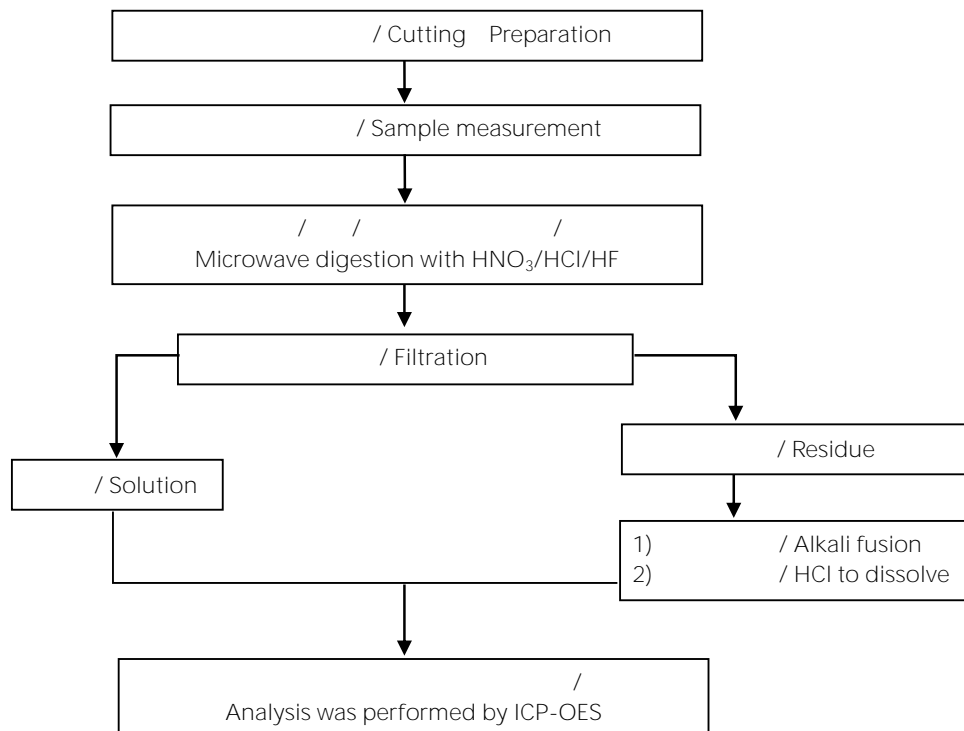 / Cutting Preparation
/ Sample measurement
/ / /
Microwave digestion with HNO₃/HCl/HF
/ Filtration
/ Residue
/ Solution
1) / Alkali fusion
2) / HCl to dissolve
/
Analysis was performed by ICP-OES